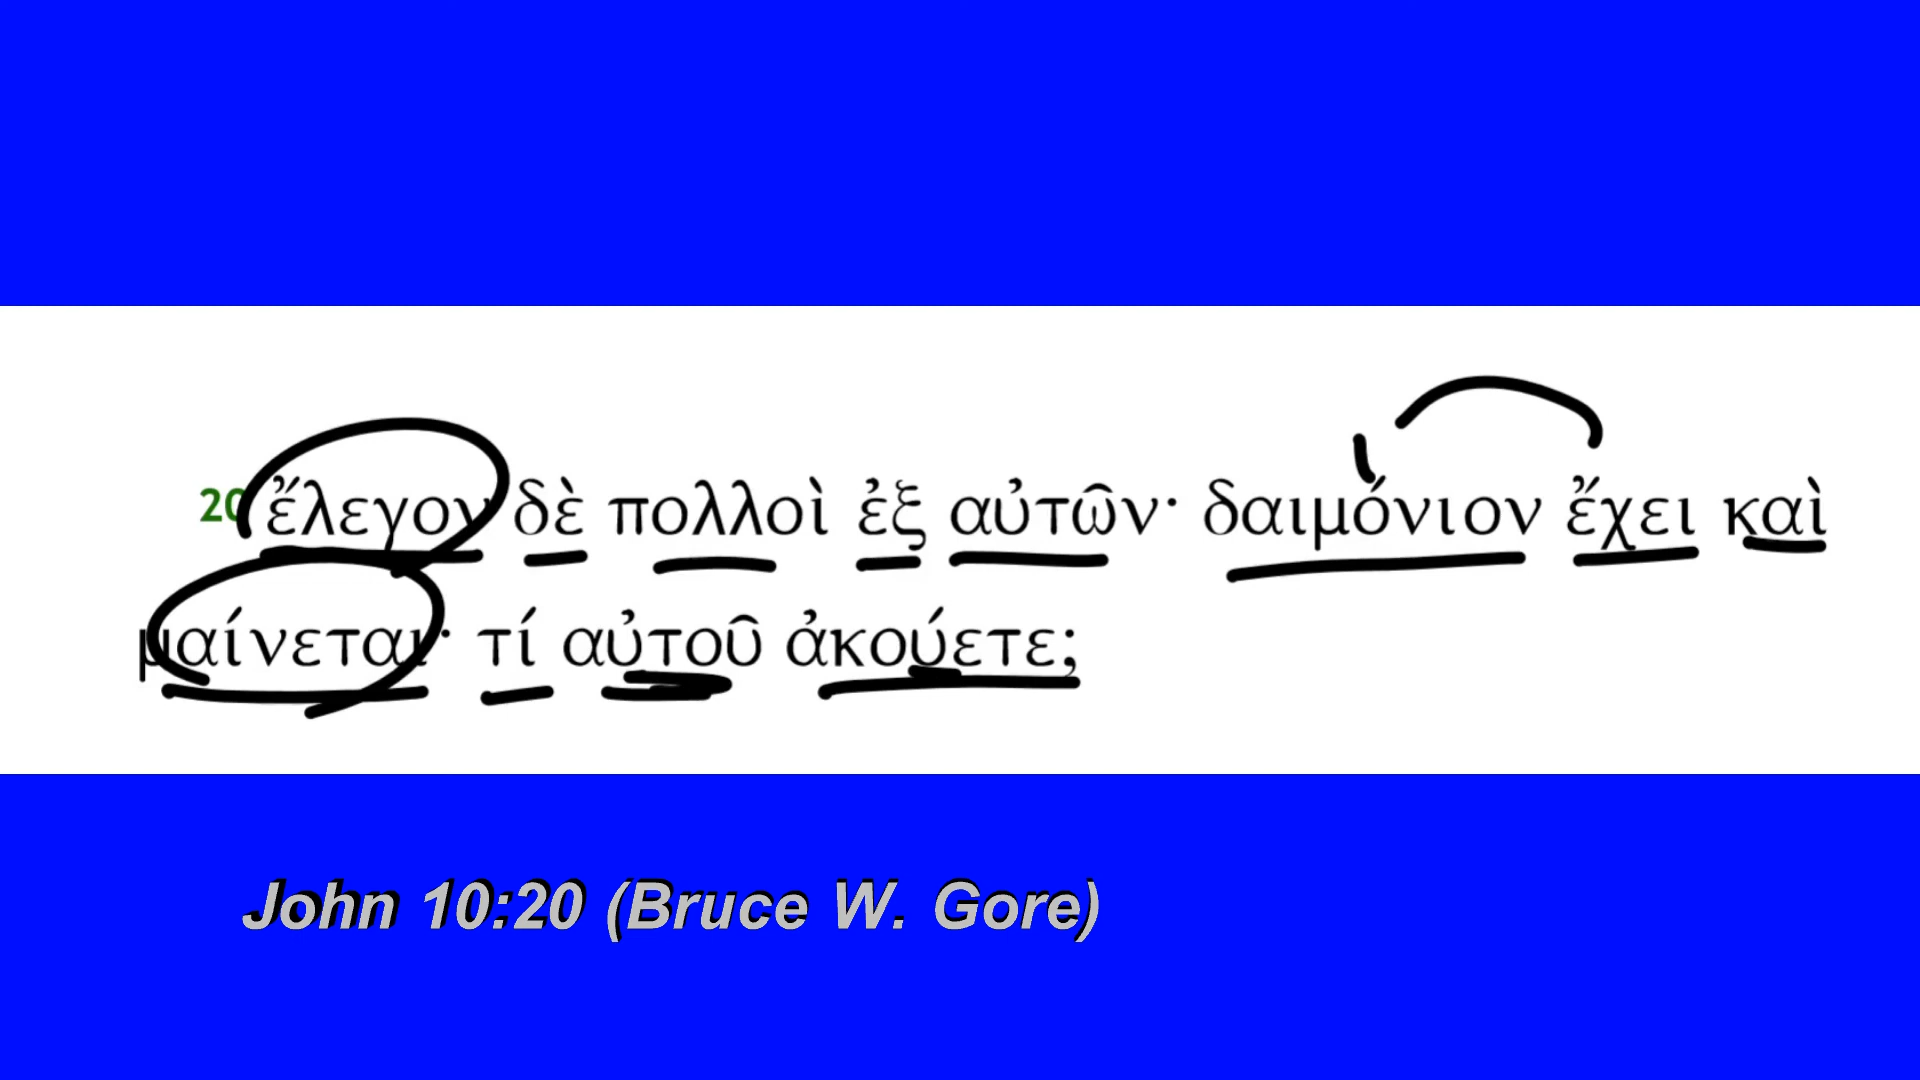 20 ἔλεγον δὲ πολλοὶ ἐξ αὐτῶν· δαιμόνιον ἔχει καὶ
μαίνεται· τί αὐτοῦ ἀκούετε;
John 10:20 (Bruce W. Gore)